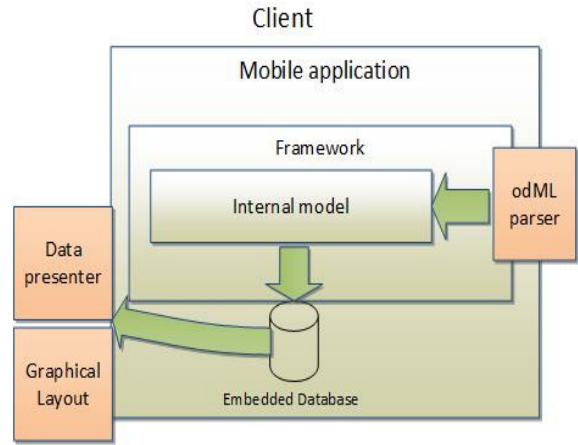 Client
Mobile application
Framework
Internal model
odML
parser
Data
presenter
Graphical
Layout
Embedded Database